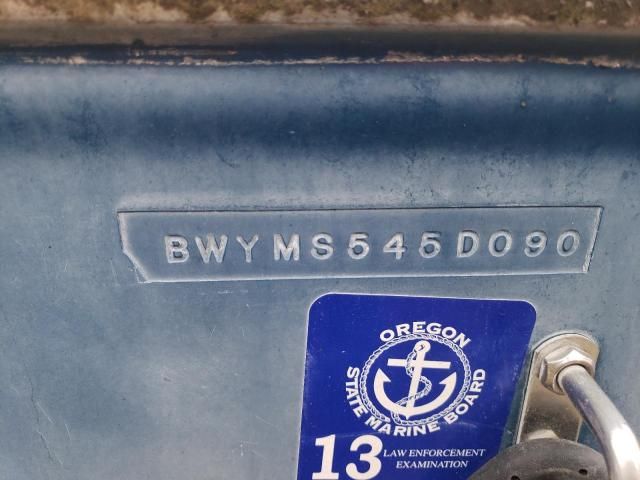 BWYMS545D090
OREGON
STATE MARINE BOARD
13 LAW ENFORCEMENT
EXAMINATION